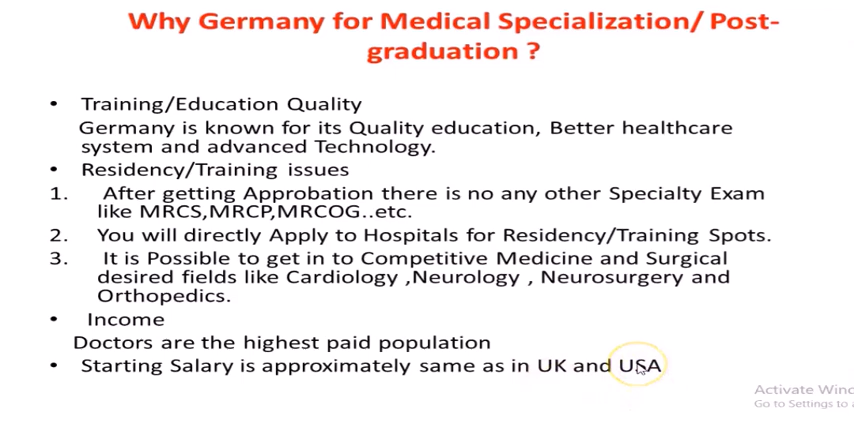 Why Germany for Medical Specialization/ Post-
graduation ?
• Training/Education Quality
Germany is known for its Quality education, Better healthcare
system and advanced Technology.
• Residency/Training issues
1. After getting Approbation there is no any other Specialty Exam
like MRCS,MRCP,MRCOG..etc.
2. You will directly Apply to Hospitals for Residency/Training Spots.
3. It is Possible to get in to Competitive Medicine and Surgical
desired fields like Cardiology ,Neurology , Neurosurgery and
Orthopedics.
• Income
Doctors are the highest paid population
• Starting Salary is approximately same as in UK and USA
Activate Winc
Go to Settings to a